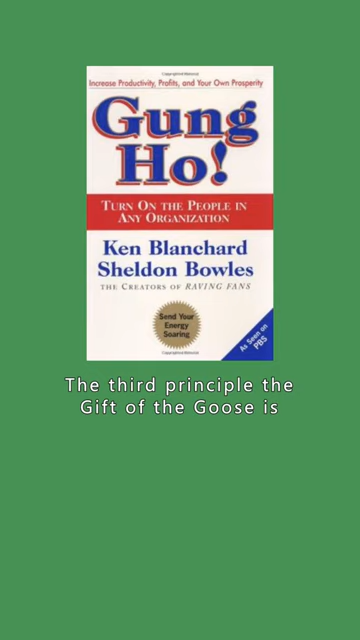 Increase Productivity, Profits, and Your Own Prosperity
Gung
Ho!
TURN ON THE PEOPLE IN
ANY ORGANIZATION
Ken Blanchard
Sheldon Bowles
THE CREATORS OF RAVING FANS
Send Your
Energy
Soaring
As Seen on
PBS
The third principle the
Gift of the Goose is